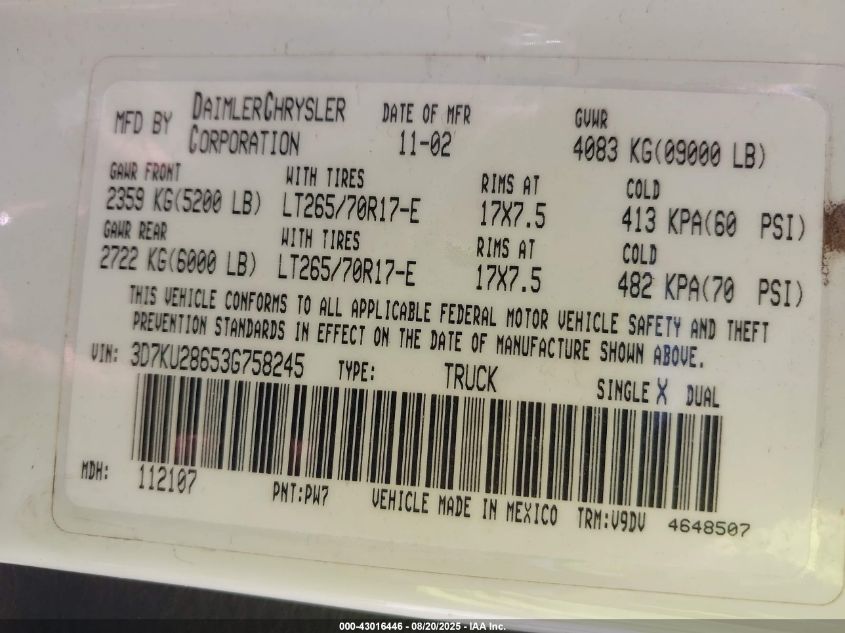 MFD BY DAIMLERCHRYSLER CORPORATION DATE OF MFR 11-02 GVWR 4083 KG(09000 LB)
GAWR FRONT WITH TIRES RIMS AT COLD
2359 KG(5200 LB) LT265/70R17-E 17X7.5 413 KPA(60 PSI)
GAWR REAR WITH TIRES RIMS AT COLD
2722 KG(6000 LB) LT265/70R17-E 17X7.5 482 KPA(70 PSI)
THIS VEHICLE CONFORMS TO ALL APPLICABLE FEDERAL MOTOR VEHICLE SAFETY AND THEFT
PREVENTION STANDARDS IN EFFECT ON THE DATE OF MANUFACTURE SHOWN ABOVE.
VIN: 3D7KU28653G758245 TYPE: TRUCK SINGLE X DUAL
MDH: 112107 PNT:PW7 VEHICLE MADE IN MEXICO TRM:V9DV 4648507
000-43016446 - 08/20/2025 - IAA Inc.